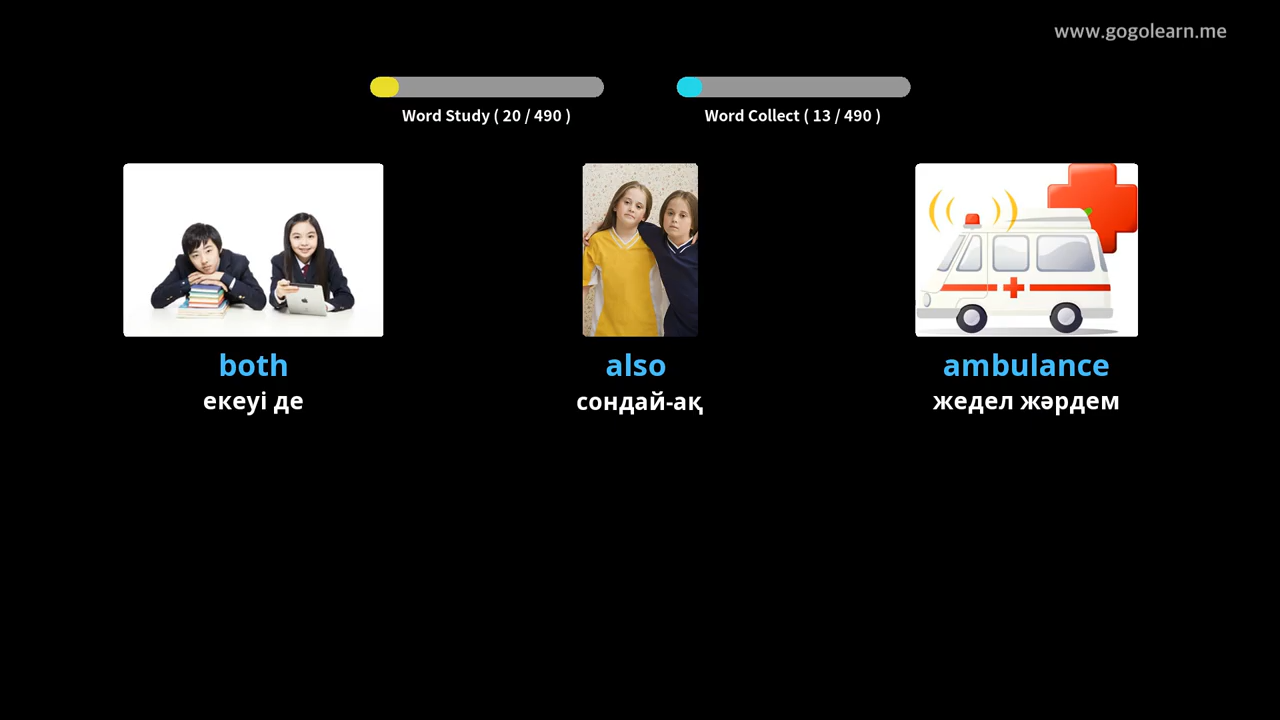 www.gogolearn.me
Word Study ( 20 / 490 )
Word Collect ( 13 / 490 )
both
also
ambulance
екеуі де
сондай-ақ
жедел жәрдем